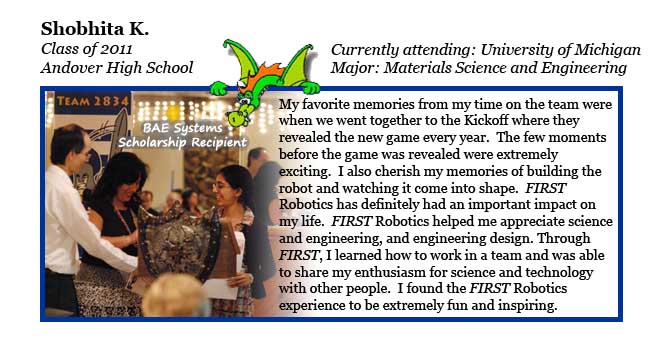 Shobhita K.
Class of 2011
Andover High School
Currently attending: University of Michigan
Major: Materials Science and Engineering
TEAM 2834
BAE Systems
Scholarship Recipient
My favorite memories from my time on the team were
when we went together to the Kickoff where they
revealed the new game every year.  The few moments
before the game was revealed were extremely
exciting.  I also cherish my memories of building the
robot and watching it come into shape.  FIRST
Robotics has definitely had an important impact on
my life.  FIRST Robotics helped me appreciate science
and engineering, and engineering design. Through
FIRST, I learned how to work in a team and was able
to share my enthusiasm for science and technology
with other people.  I found the FIRST Robotics
experience to be extremely fun and inspiring.